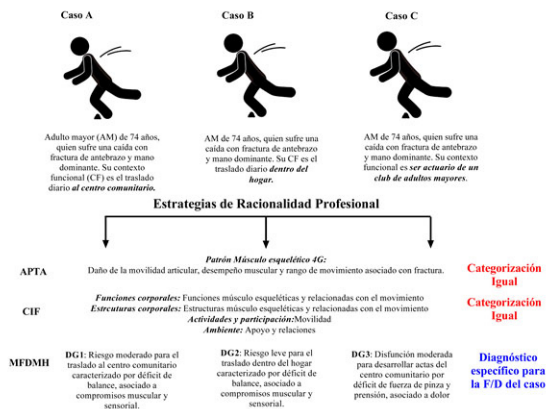 Caso A
Caso B
Caso C
Adulto mayor (AM) de 74 años,
quien sufre una caída con
fractura de antebrazo y mano
dominante. Su contexto
funcional (CF) es el traslado
diario al centro comunitario.
AM de 74 años, quien sufre una
caída con fractura de antebrazo
y mano dominante. Su CF es el
traslado diario dentro del
hogar.
AM de 74 años, quien sufre una
caída con fractura de antebrazo
y mano dominante. Su contexto
funcional es ser actuario de un
club de adultos mayores.
Estrategias de Racionalidad Profesional
APTA
Patrón Músculo esquelético 4G:
Daño de la movilidad articular, desempeño muscular y rango de movimiento asociado con fractura.
Categorización
Igual
CIF
Funciones corporales: Funciones músculo esqueléticas y relacionadas con el movimiento
Estrcuturas corporales: Estructuras músculo esqueléticas y relacionadas con el movimiento
Actividades y participación:Movilidad
Ambiente: Apoyo y relaciones
Categorización
Igual
MFDMH
DG1: Riesgo moderado para el
traslado al centro comunitario
caracterizado por déficit de
balance, asociado a
compromisos muscular y
sensorial.
DG2: Riesgo leve para el
traslado dentro del hogar
caracterizado por déficit de
balance, asociado a
compromisos muscular y
sensorial.
DG3: Disfunción moderada
para desarrollar actas del
centro comunitario por
déficit de fuerza de pinza y
prensión, asociado a dolor
Diagnóstico
específico para
la F/D del caso